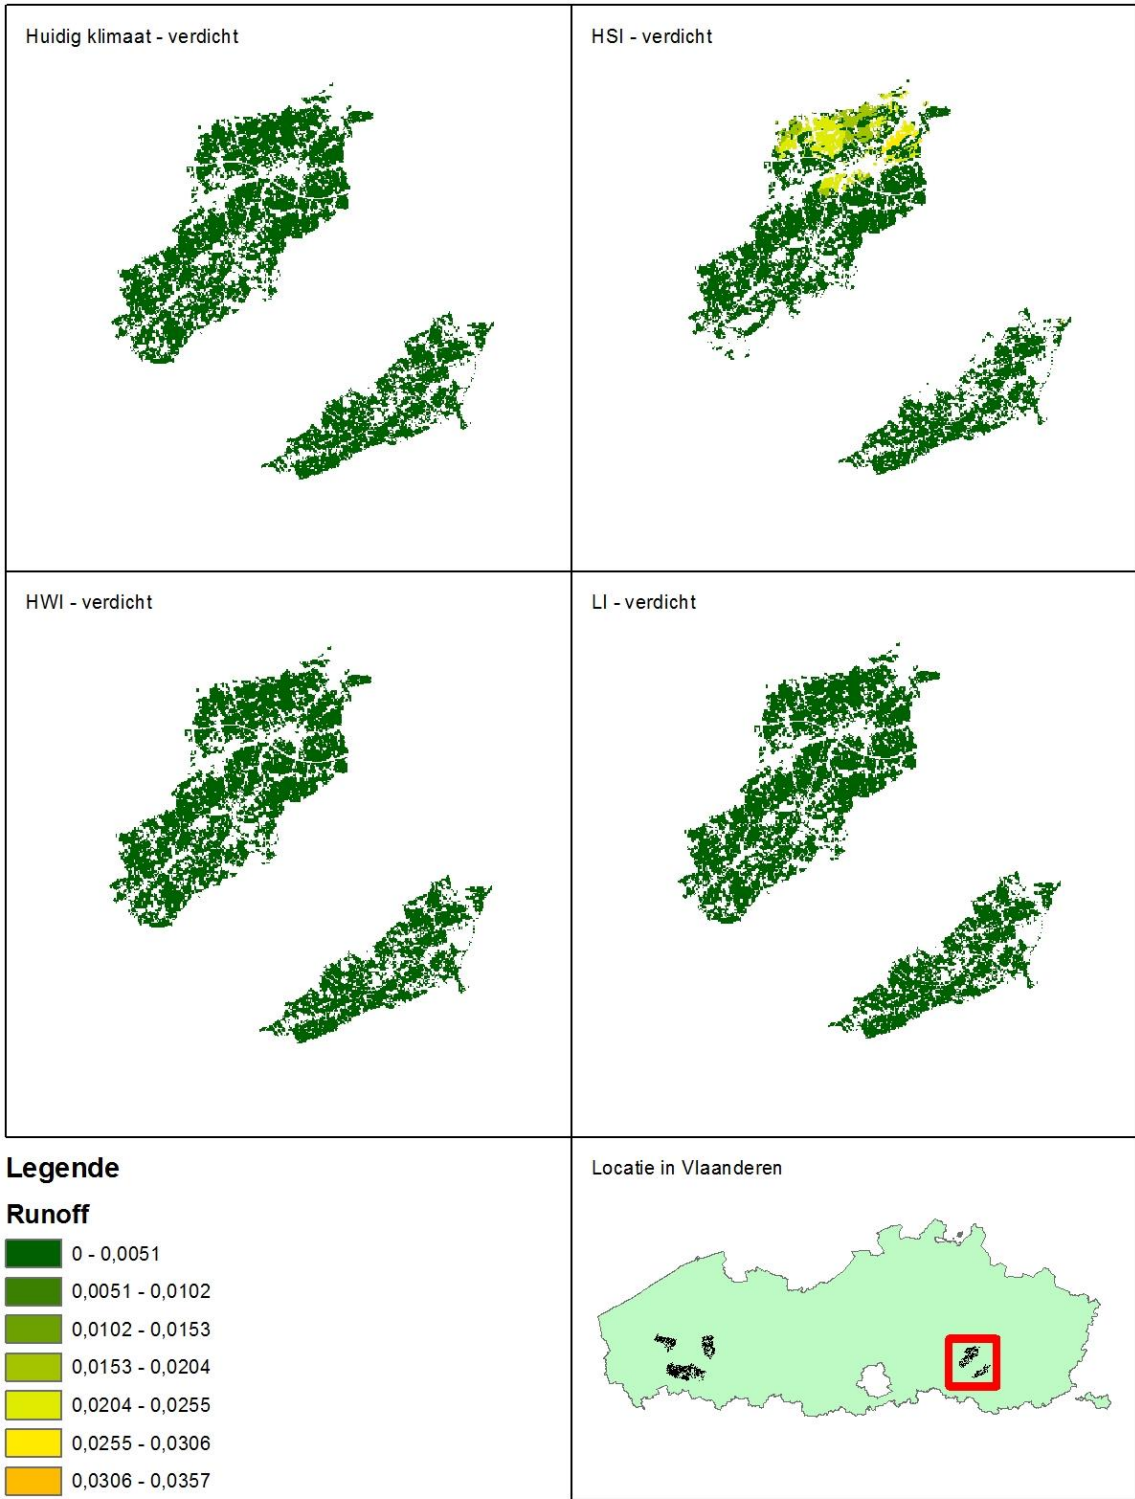 Huidig klimaat - verdicht
HSI - verdicht
HWI - verdicht
LI - verdicht
Legende
Runoff
0 - 0,0051
0,0051 - 0,0102
0,0102 - 0,0153
0,0153 - 0,0204
0,0204 - 0,0255
0,0255 - 0,0306
0,0306 - 0,0357
Locatie in Vlaanderen